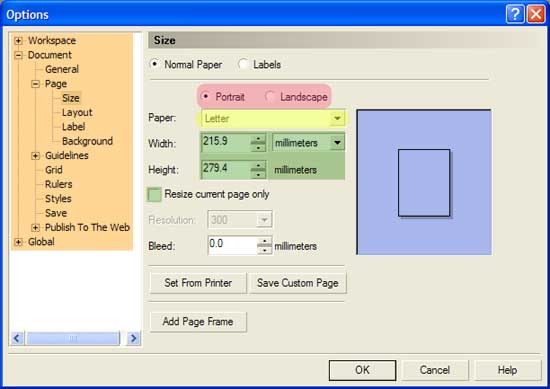 Options
Workspace
Document
General
Page
Size
Layout
Label
Background
Guidelines
Grid
Rulers
Styles
Save
Publish To The Web
Global
Size
Normal Paper Labels
Portrait Landscape
Paper: Letter
Width: 215.9 millimeters
Height: 279.4 millimeters
Resize current page only
Resolution: 300
Bleed: 0.0 millimeters
Set From Printer Save Custom Page
Add Page Frame
OK Cancel Help